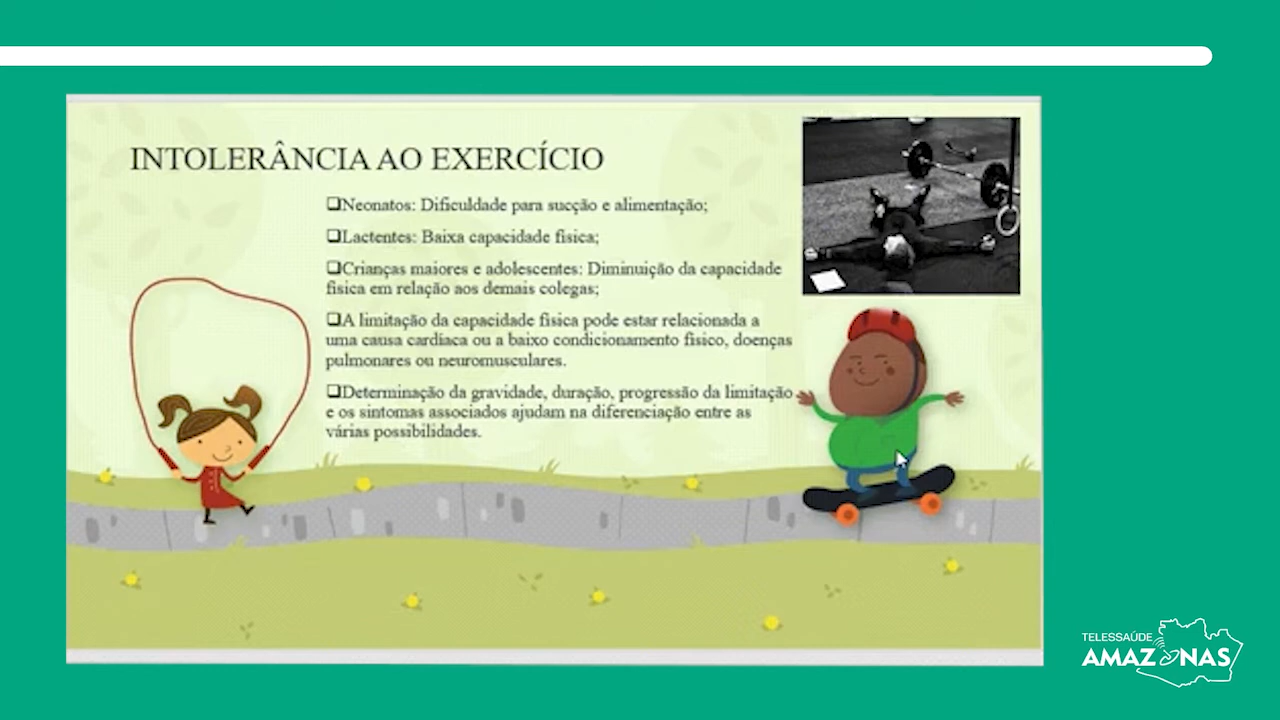 INTOLERÂNCIA AO EXERCÍCIO
❑Neonatos: Dificuldade para sucção e alimentação;
❑Lactentes: Baixa capacidade física;
❑Crianças maiores e adolescentes: Diminuição da capacidade
física em relação aos demais colegas;
❑A limitação da capacidade física pode estar relacionada a
uma causa cardíaca ou a baixo condicionamento físico, doenças
pulmonares ou neuromusculares.
❑Determinação da gravidade, duração, progressão da limitação
e os sintomas associados ajudam na diferenciação entre as
várias possibilidades.
TELESSAÚDE
AMAZONAS